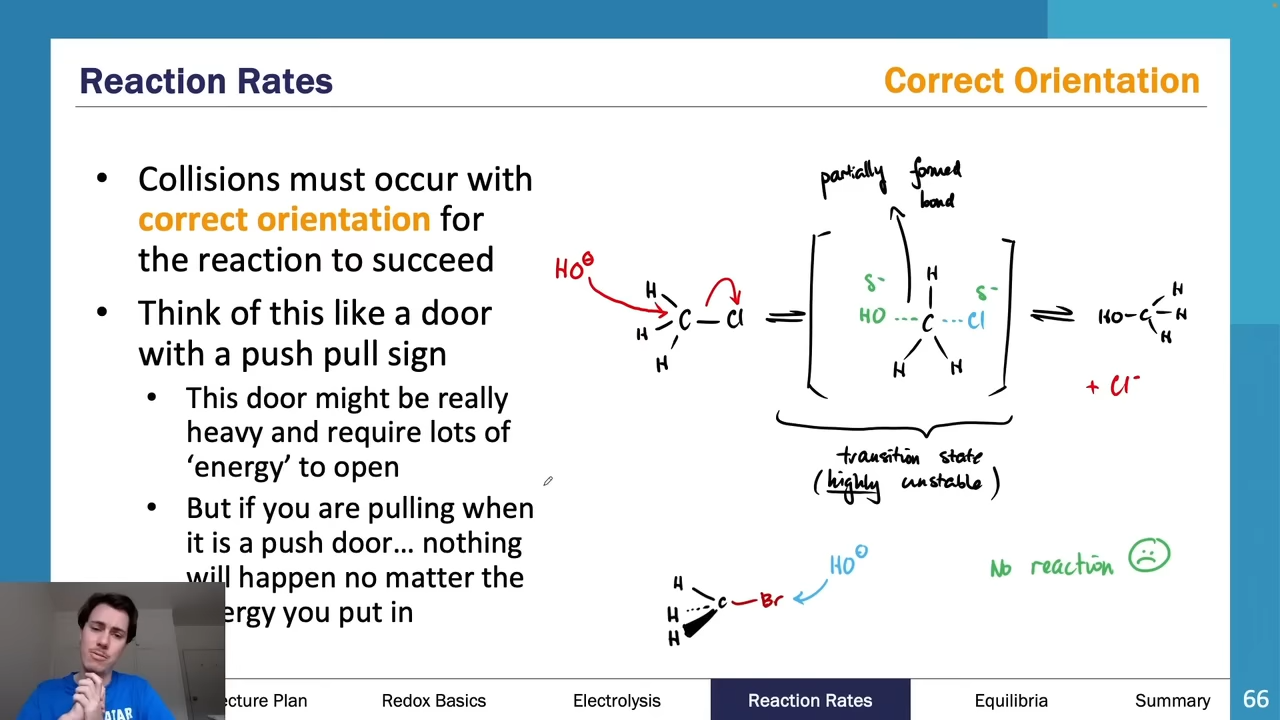 Reaction Rates
Correct Orientation
• Collisions must occur with
correct orientation for
the reaction to succeed
• Think of this like a door
with a push pull sign
• This door might be really
heavy and require lots of
‘energy’ to open
• But if you are pulling when
it is a push door... nothing
will happen no matter the
ergy you put in
partially formed
bond
HO⊖
H
H
H
C — Cl
⇌
δ-
HO
H
C
H
H
δ-
Cl
⇌
HO-C
H
H
H
+ Cl⁻
transition state
(highly unstable)
H
H
H
C
Br
HO⊖
No reaction ☹
ATAR
ecture Plan
Redox Basics
Electrolysis
Reaction Rates
Equilibria
Summary
66